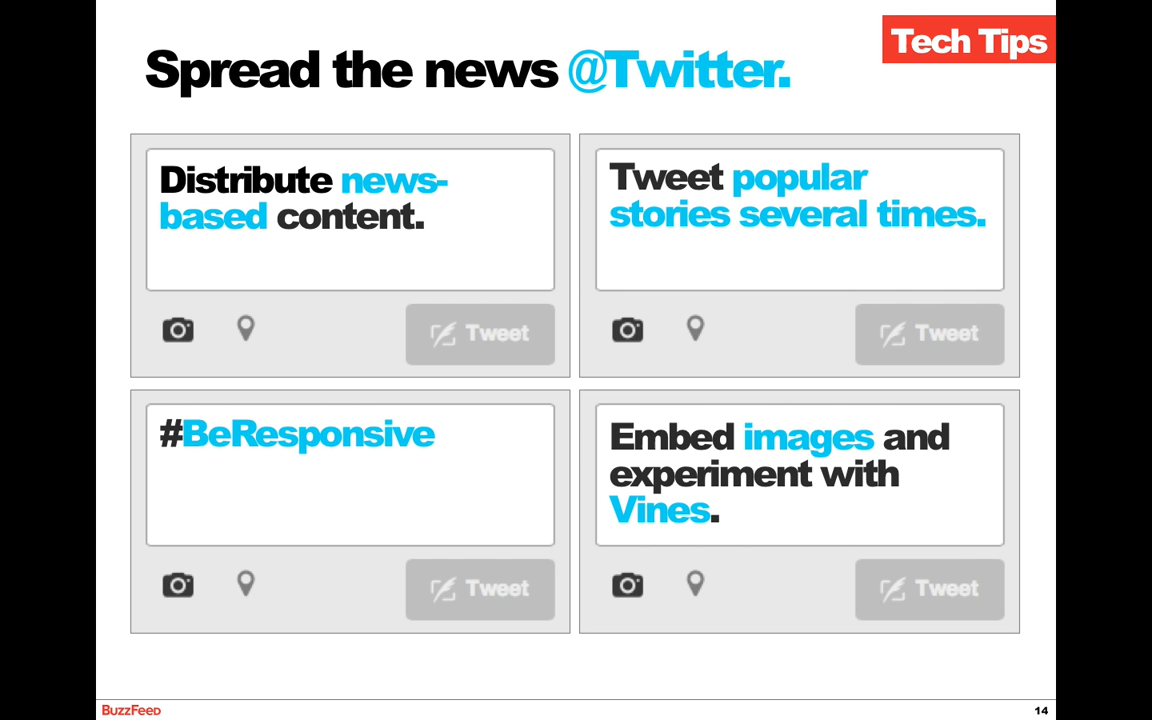 Tech Tips
Spread the news @Twitter.
Distribute news-
based content.
Tweet
Tweet popular
stories several times.
Tweet
#BeResponsive
Tweet
Embed images and
experiment with
Vines.
Tweet
BuzzFeed
14